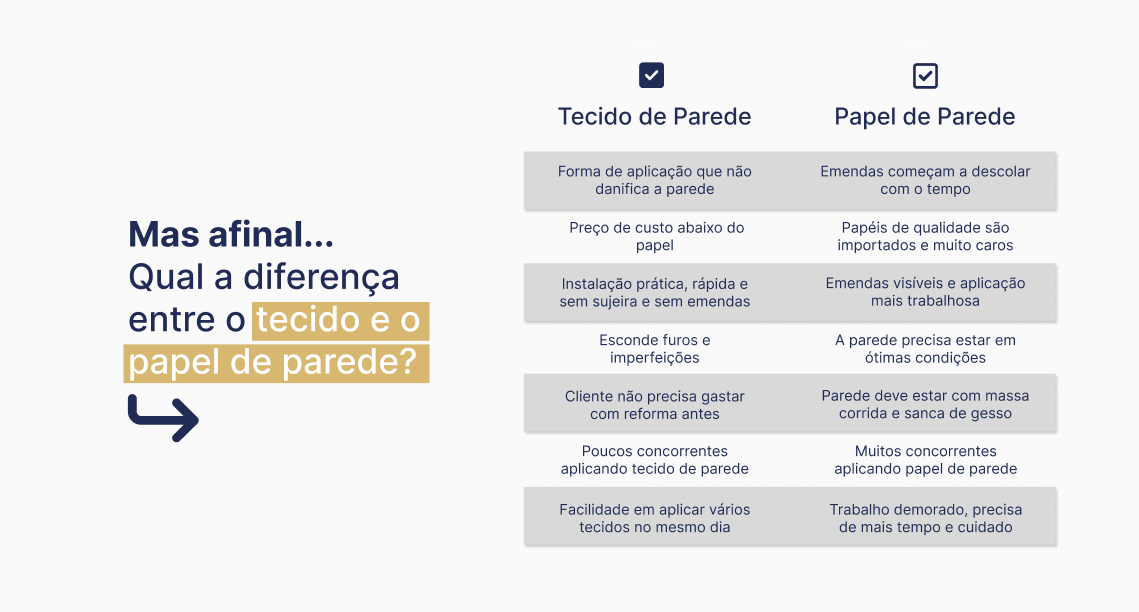 Mas afinal...
Qual a diferença
entre o tecido e o
papel de parede?
Tecido de Parede
Papel de Parede
Forma de aplicação que não
danifica a parede
Emendas começam a descolar
com o tempo
Preço de custo abaixo do
papel
Papéis de qualidade são
importados e muito caros
Instalação prática, rápida e
sem sujeira e sem emendas
Emendas visíveis e aplicação
mais trabalhosa
Esconde furos e
imperfeições
A parede precisa estar em
ótimas condições
Cliente não precisa gastar
com reforma antes
Parede deve estar com massa
corrida e sanca de gesso
Poucos concorrentes
aplicando tecido de parede
Muitos concorrentes
aplicando papel de parede
Facilidade em aplicar vários
tecidos no mesmo dia
Trabalho demorado, precisa
de mais tempo e cuidado